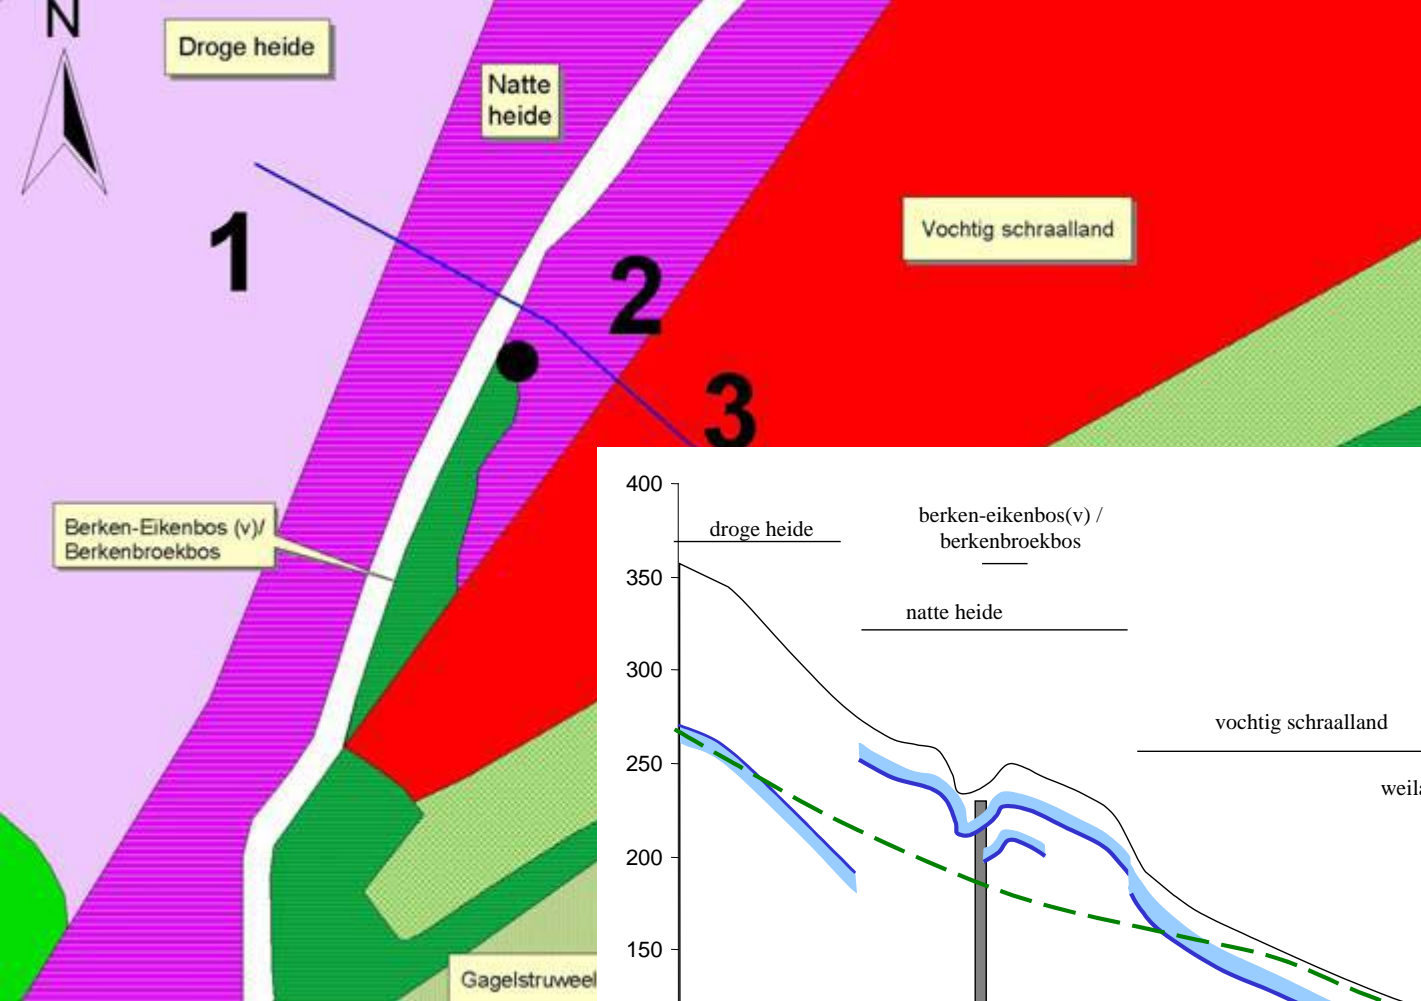 N
Droge heide
Natte
heide
1
2
Vochtig schraalland
3
Berken-Eikenbos (v)/
Berkenbroekbos
Gagelstruweel
400
350
300
250
200
150
droge heide
berken-eikenbos(v) /
berkenbroekbos
natte heide
vochtig schraalland
weila